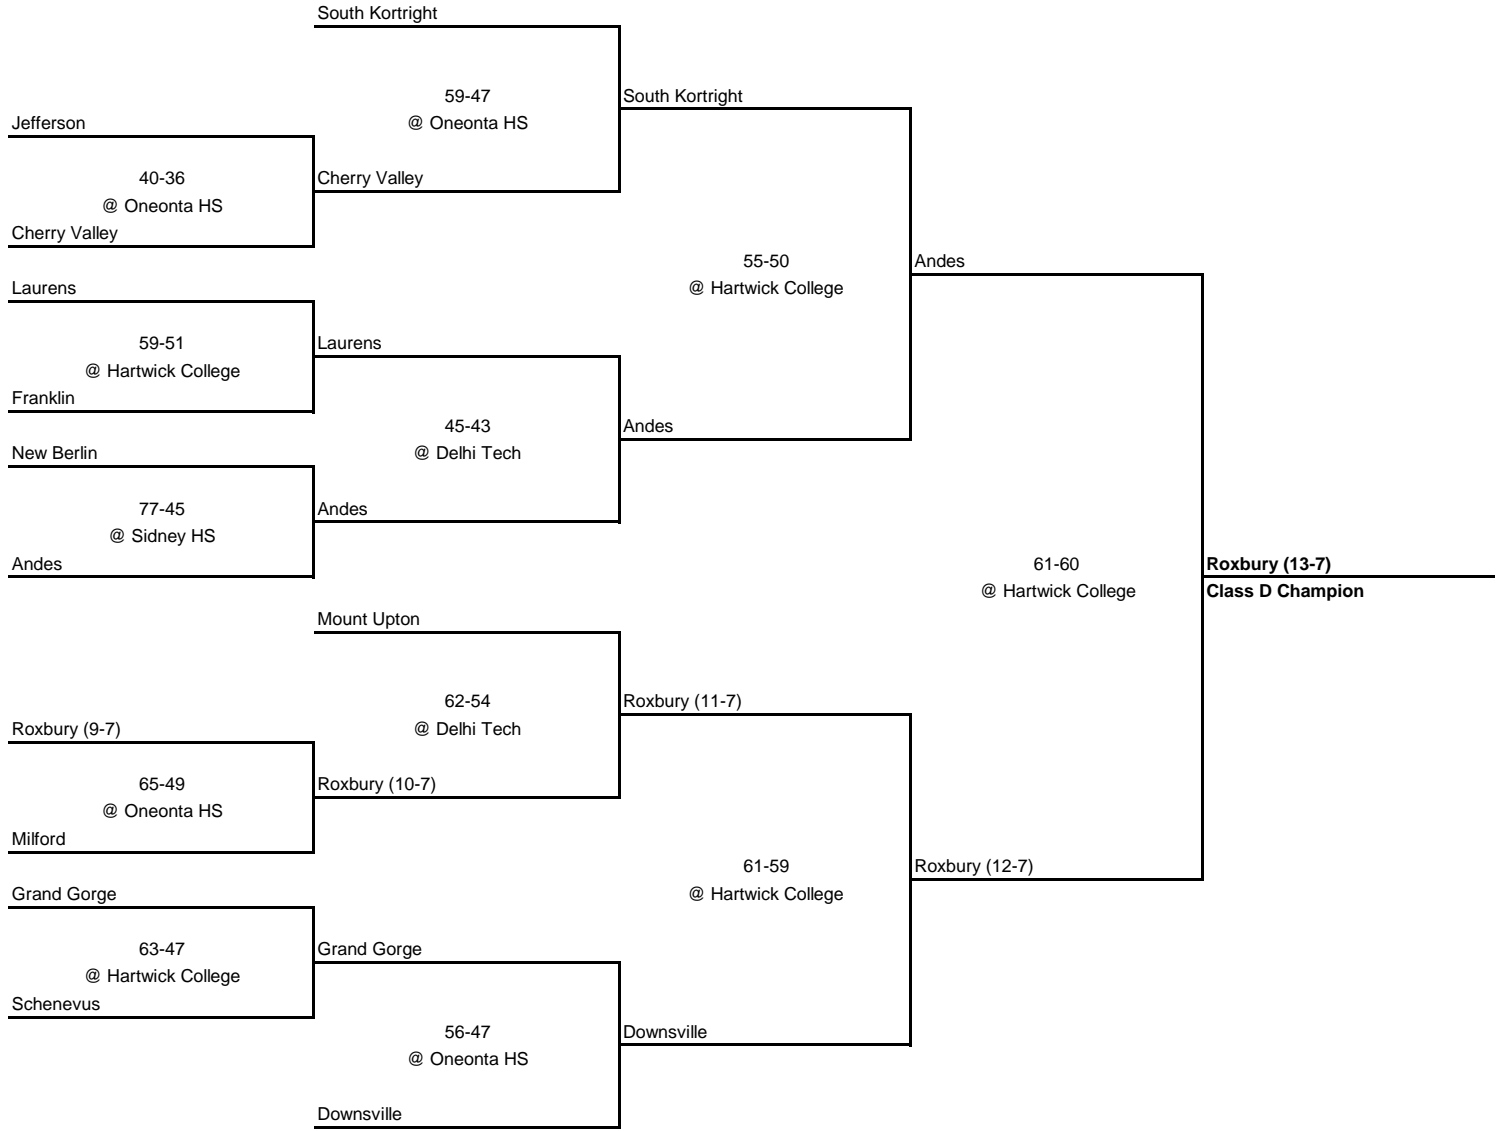 South Kortright
59-47
South Kortright
Jefferson
@ Oneonta HS
40-36
Cherry Valley
@ Oneonta HS
Cherry Valley
55-50
Andes
Laurens
@ Hartwick College
59-51
Laurens
@ Hartwick College
Franklin
45-43
Andes
New Berlin
@ Delhi Tech
77-45
Andes
@ Sidney HS
Andes
61-60
Roxbury (13-7)
@ Hartwick College
Class D Champion
Mount Upton
62-54
Roxbury (11-7)
Roxbury (9-7)
@ Delhi Tech
65-49
Roxbury (10-7)
@ Oneonta HS
Milford
61-59
Roxbury (12-7)
Grand Gorge
@ Hartwick College
63-47
Grand Gorge
@ Hartwick College
Schenevus
56-47
Downsville
@ Oneonta HS
Downsville